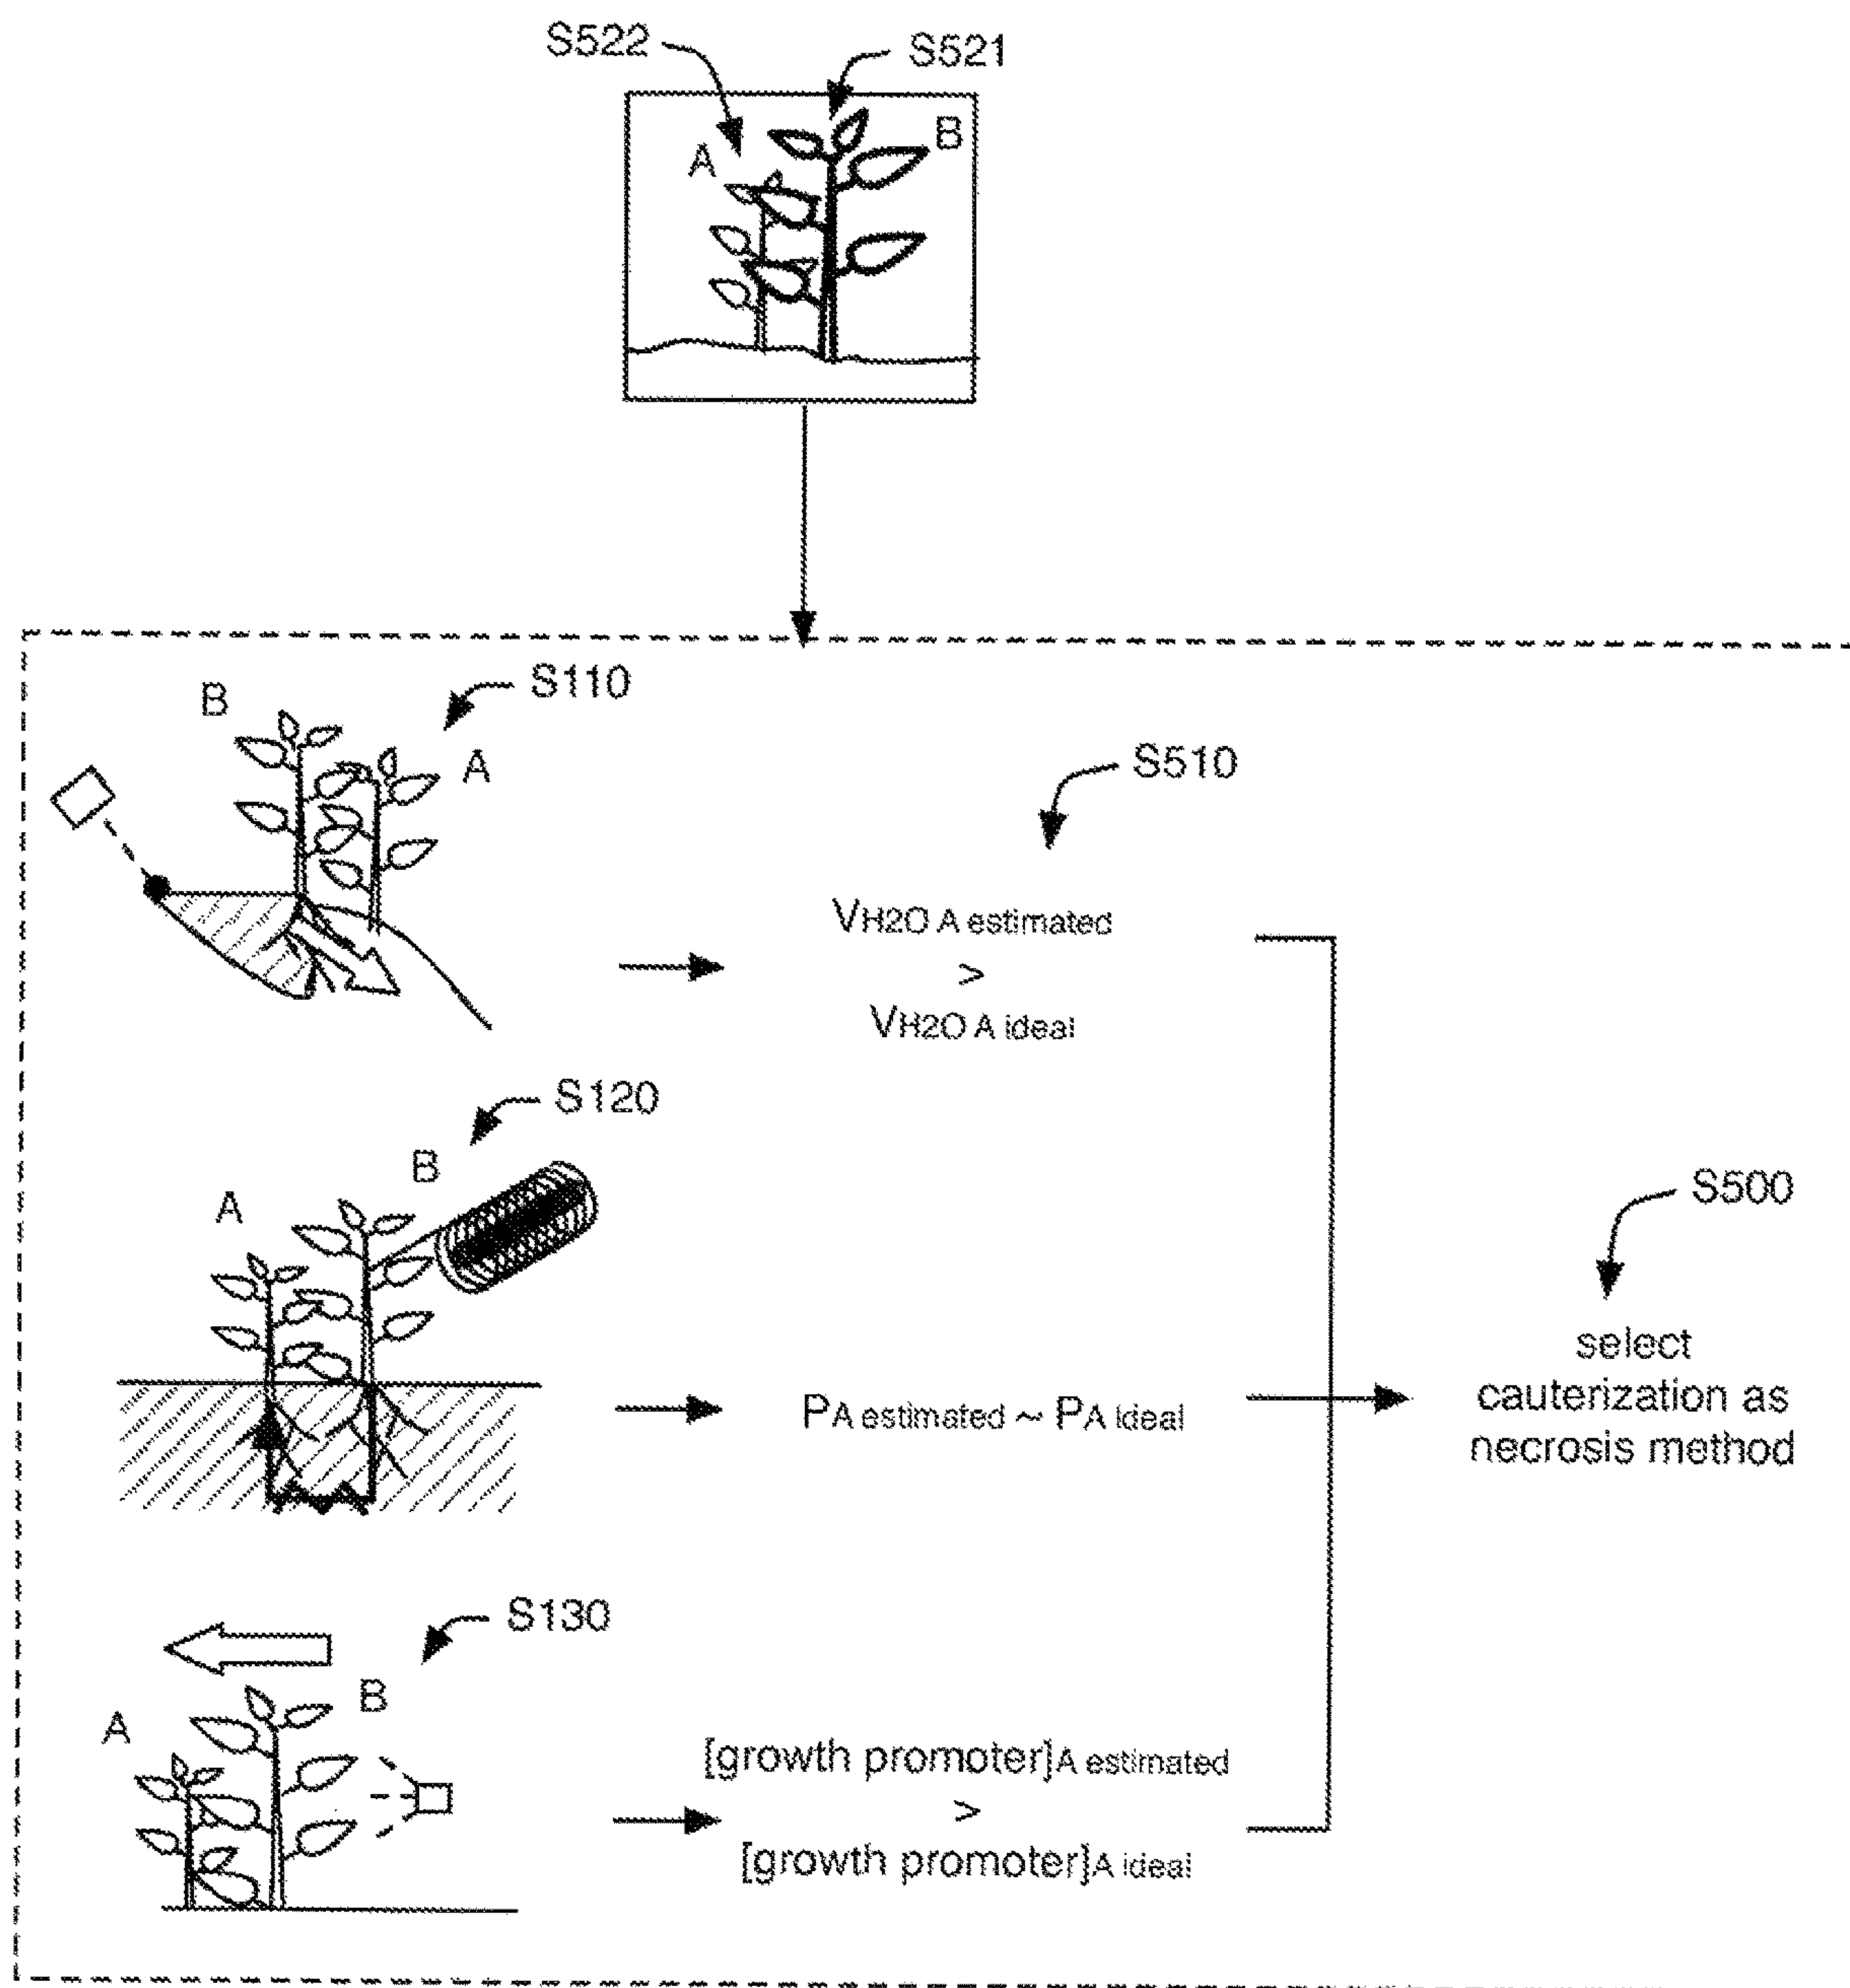 S522
S521
A
B
B
S110
A
S510
VH2O A estimated
>
VH2O A ideal
S120
B
A
S500
select
cauterization as
necrosis method
PA estimated ~ PA ideal
S130
B
A
[growth promoter]A estimated
>
[growth promoter]A ideal